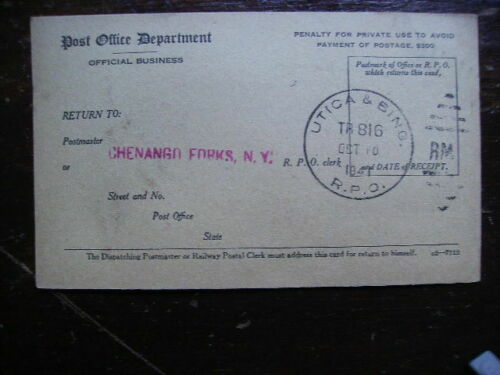 Post Office Department
OFFICIAL BUSINESS
PENALTY FOR PRIVATE USE TO AVOID
PAYMENT OF POSTAGE, $300
Postmark of Office or R. P. O.
which returns this card,
RETURN TO:
Postmaster
or
CHENANGO FORKS, N. Y.
R. P. O. clerk
and DATE of RECEIPT.
UTICA & BING.
TR 816
OCT 10
1941
R.P.O.
RM
Street and No.
Post Office
State
The Dispatching Postmaster or Railway Postal Clerk must address this card for return to himself.